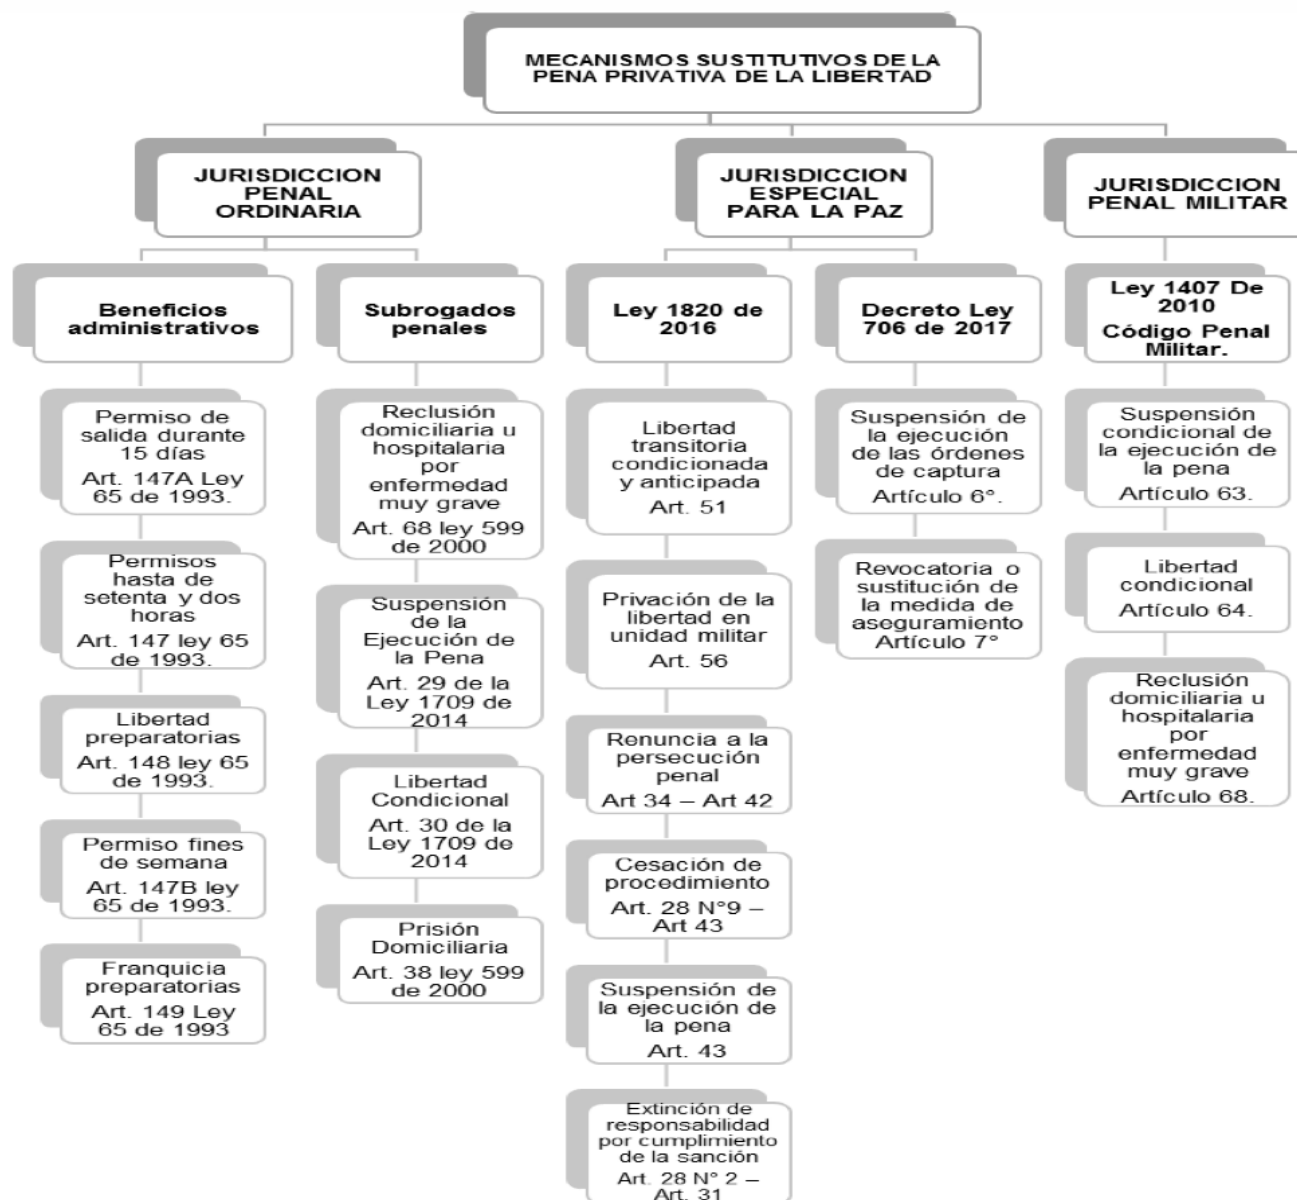 MECANISMOS SUSTITUTIVOS DE LA
PENA PRIVATIVA DE LA LIBERTAD
JURISDICCION
PENAL
ORDINARIA
Beneficios
administrativos
Permiso de
salida durante
15 días
Art. 147A Ley
65 de 1993.
Permisos
hasta de
setenta y dos
horas
Art. 147 ley 65
de 1993.
Libertad
preparatorias
Art. 148 ley 65
de 1993.
Permiso fines
de semana
Art. 147B ley
65 de 1993.
Franquicia
preparatorias
Art. 149 Ley
65 de 1993
Subrogados
penales
Reclusión
domiciliaria u
hospitalaria
por
enfermedad
muy grave
Art. 68 ley 599
de 2000
Suspensión
de la
Ejecución de
la Pena
Art. 29 de la
Ley 1709 de
2014
Libertad
Condicional
Art. 30 de la
Ley 1709 de
2014
Prisión
Domiciliaria
Art. 38 ley 599
de 2000
JURISDICCION
ESPECIAL
PARA LA PAZ
Ley 1820 de
2016
Libertad
transitoria
condicionada
y anticipada
Art. 51
Privación de la
libertad en
unidad militar
Art. 56
Renuncia a la
persecución
penal
Art 34 – Art 42
Cesación de
procedimiento
Art. 28 N°9 –
Art 43
Suspensión de
la ejecución de
la pena
Art. 43
Extinción de
responsabilidad
por cumplimiento
de la sanción
Art. 28 N° 2 –
Art. 31
Decreto Ley
706 de 2017
Suspensión de
la ejecución
de las órdenes
de captura
Artículo 6°.
Revocatoria o
sustitución de
la medida de
aseguramiento
Artículo 7°
JURISDICCION
PENAL MILITAR
Ley 1407 De
2010
Código Penal
Militar.
Suspensión
condicional de
la ejecución de
la pena
Artículo 63.
Libertad
condicional
Artículo 64.
Reclusión
domiciliaria u
hospitalaria
por
enfermedad
muy grave
Artículo 68.